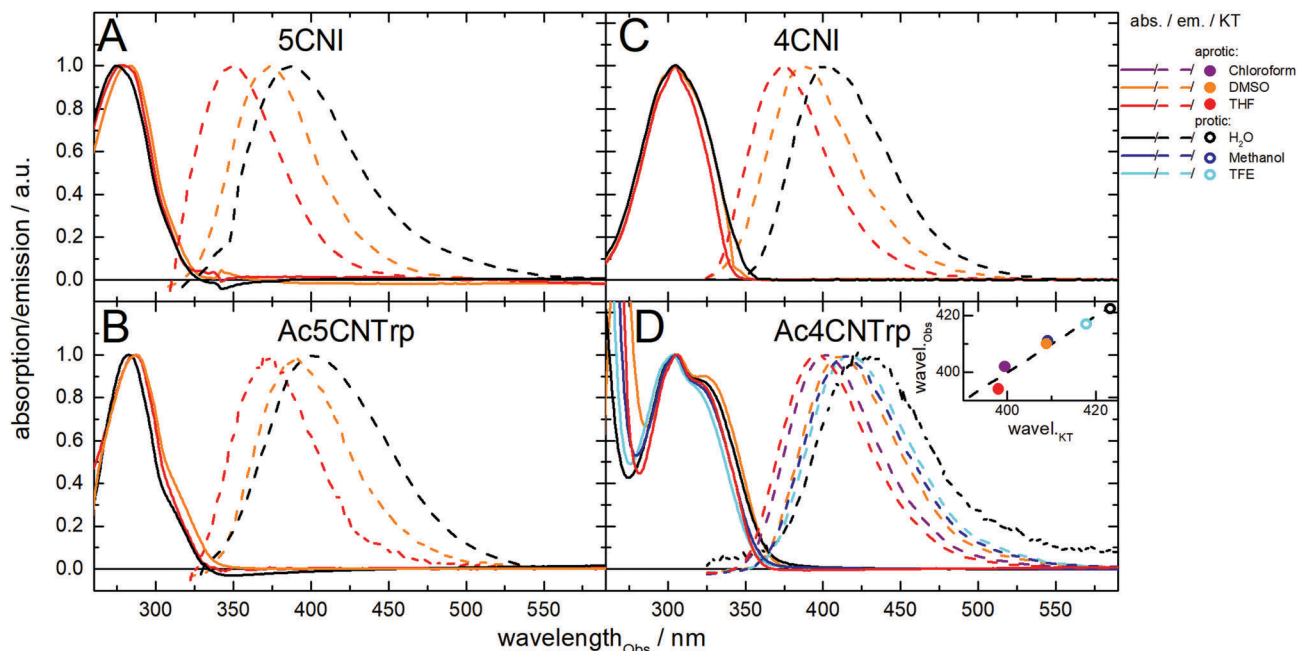 A
5CNI
C
4CNI
abs. / em. / KT
aprotic:
Chloroform
DMSO
THF
protic:
H₂O
Methanol
TFE
1.0
0.8
0.6
0.4
0.2
0.0
B
Ac5CNTrp
D
Ac4CNTrp
1.0
0.8
0.6
0.4
0.2
0.0
absorption/emission / a.u.
420
400
wavel.Obs
400
420
wavel.KT
300
350
400
450
500
550
300
350
400
450
500
550
wavelengthObs / nm